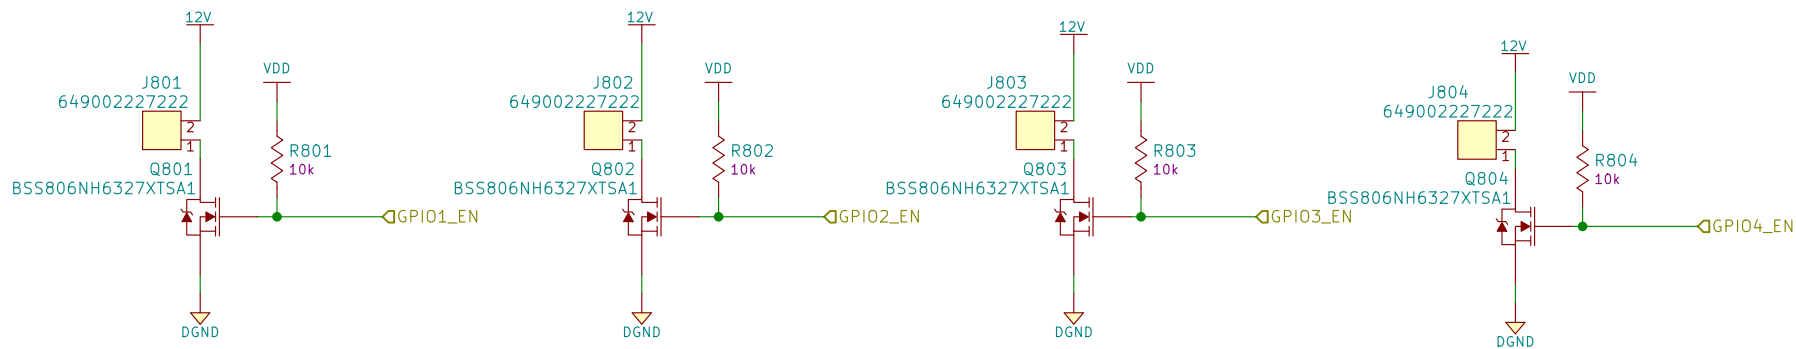 12V
VDD
J801
649002227222
2
1
R801
10k
Q801
BSS806NH6327XTSA1
GPIO1_EN
DGND
12V
VDD
J802
649002227222
2
1
R802
10k
Q802
BSS806NH6327XTSA1
GPIO2_EN
DGND
12V
VDD
J803
649002227222
2
1
R803
10k
Q803
BSS806NH6327XTSA1
GPIO3_EN
DGND
12V
VDD
J804
649002227222
2
1
R804
10k
Q804
BSS806NH6327XTSA1
GPIO4_EN
DGND